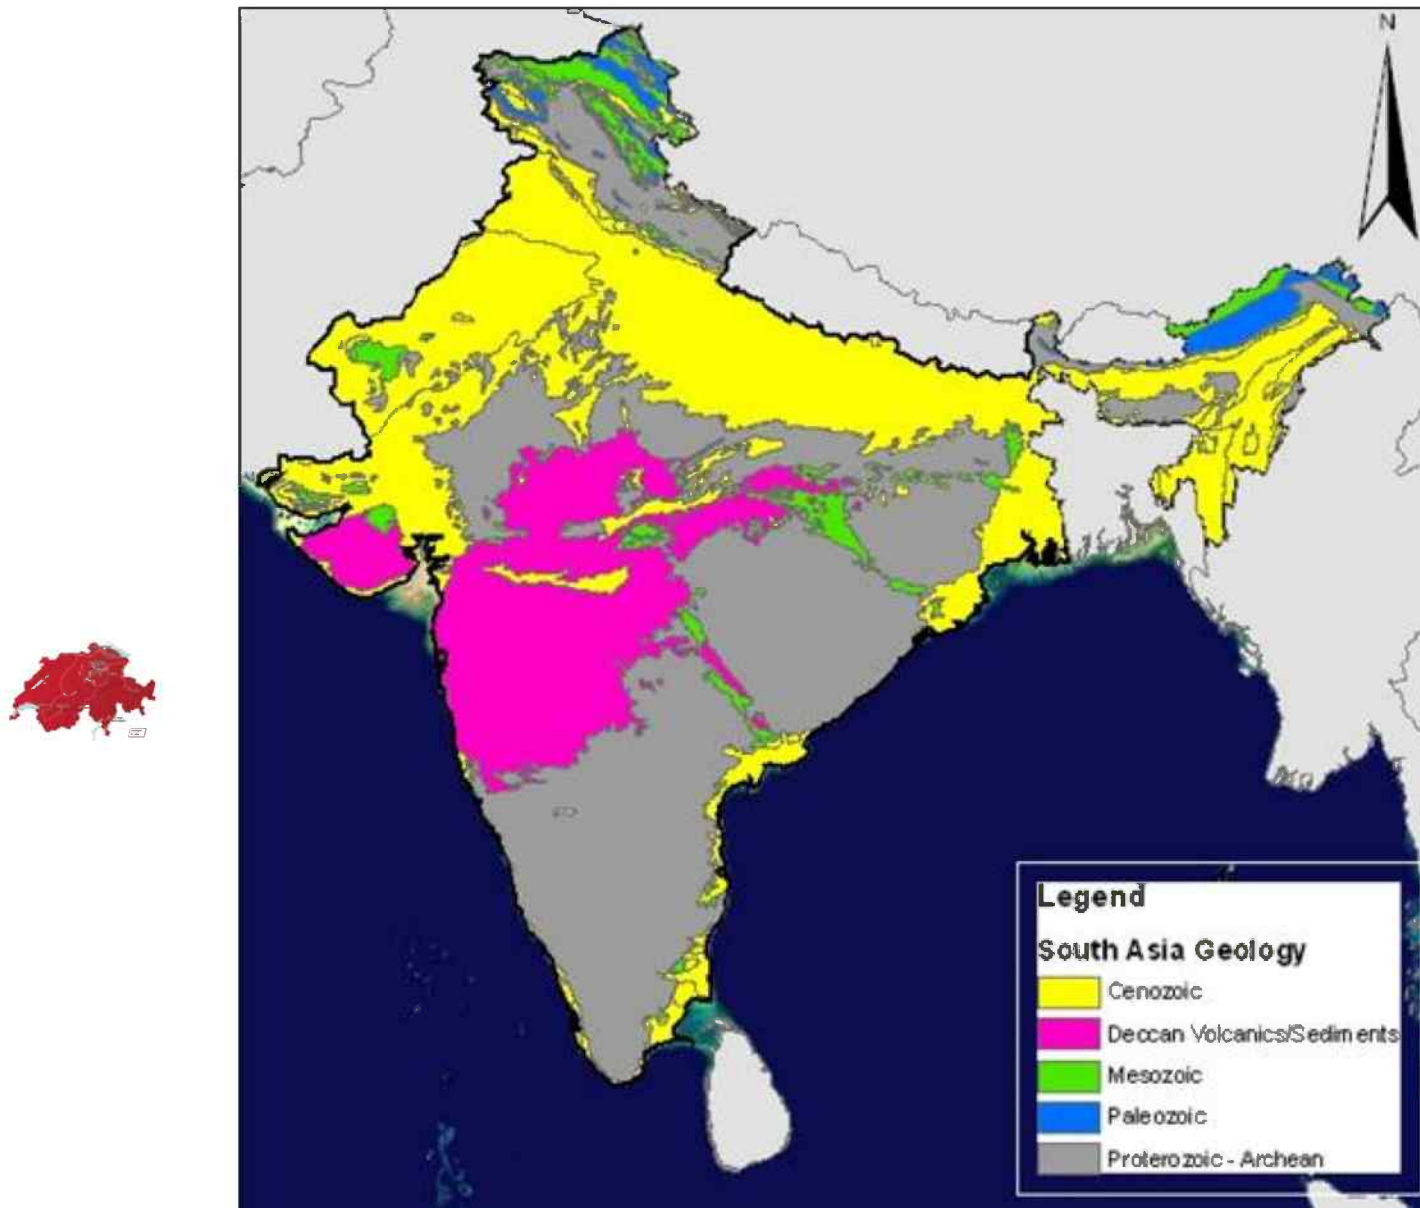 N
Legend
South Asia Geology
Cenozoic
Deccan Volcanics/Sediments
Mesozoic
Paleozoic
Proterozoic - Archean